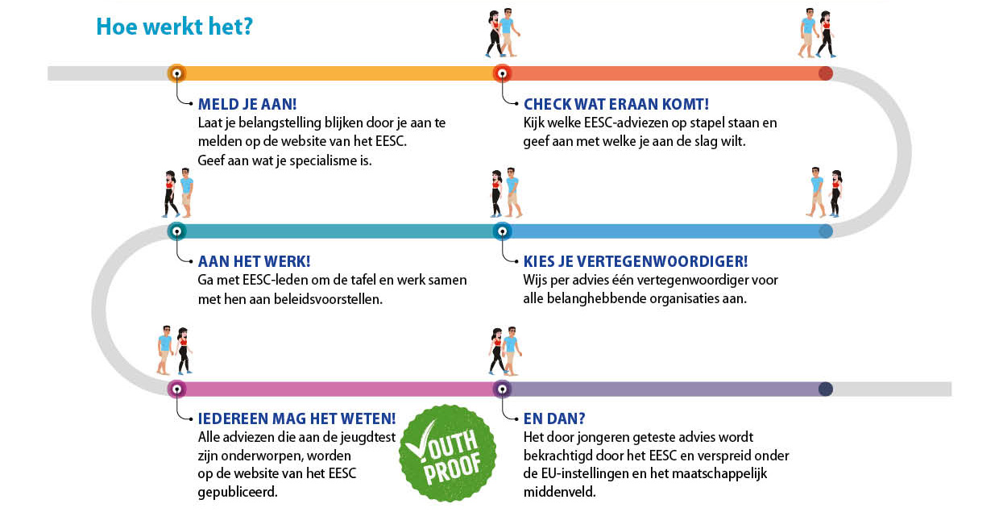 Hoe werkt het?
MELD JE AAN!
Laat je belangstelling blijken door je aan te
melden op de website van het EESC.
Geef aan wat je specialisme is.
CHECK WAT ERAAN KOMT!
Kijk welke EESC-adviezen op stapel staan en
geef aan met welke je aan de slag wilt.
KIES JE VERTEGENWOORDIGER!
Wijs per advies één vertegenwoordiger voor
alle belanghebbende organisaties aan.
AAN HET WERK!
Ga met EESC-leden om de tafel en werk samen
met hen aan beleidsvoorstellen.
IEDEREEN MAG HET WETEN!
Alle adviezen die aan de jeugdtest
zijn onderworpen, worden
op de website van het EESC
gepubliceerd.
YOUTH
PROOF
EN DAN?
Het door jongeren geteste advies wordt
bekrachtigd door het EESC en verspreid onder
de EU-instellingen en het maatschappelijk
middenveld.